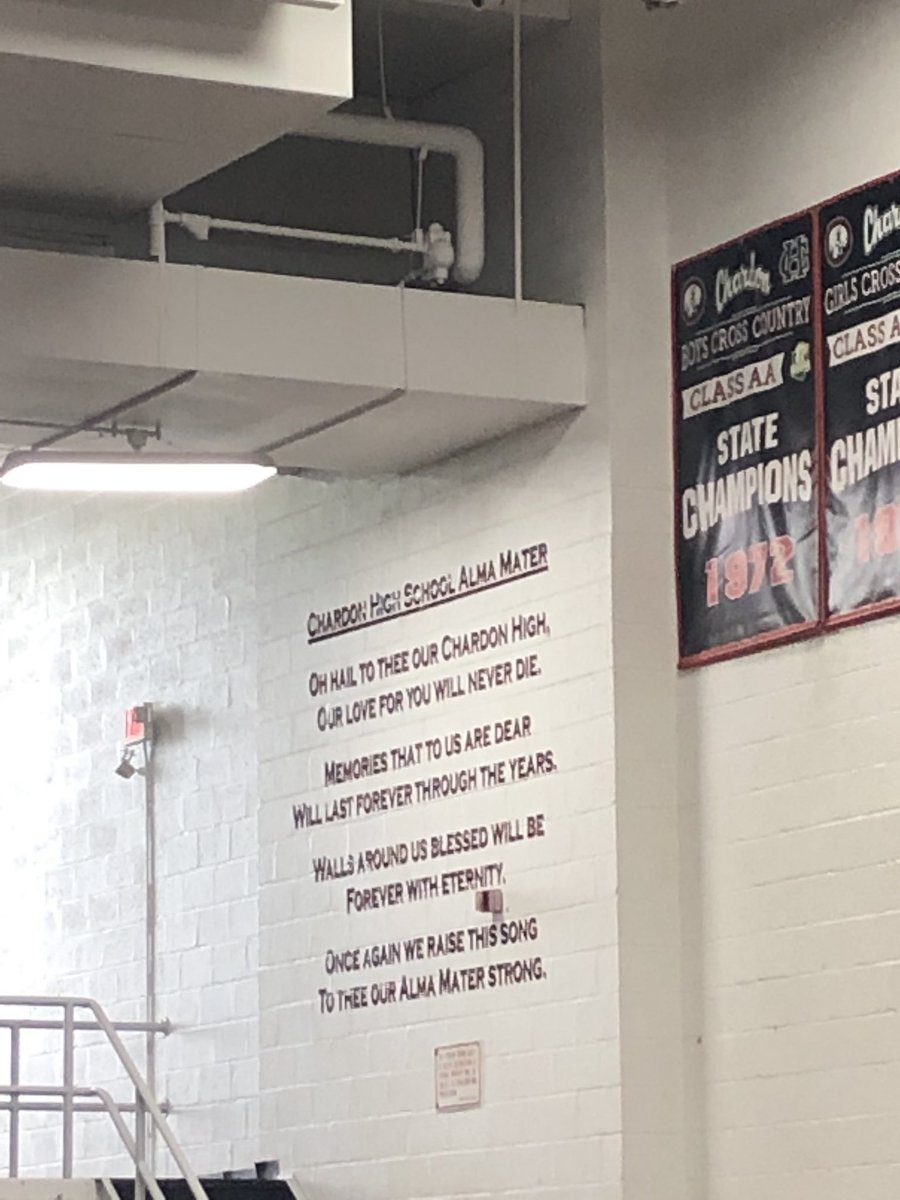 CHARDON HIGH SCHOOL ALMA MATER
OH HAIL TO THEE OUR CHARDON HIGH,
OUR LOVE FOR YOU WILL NEVER DIE.
MEMORIES THAT TO US ARE DEAR
WILL LAST FOREVER THROUGH THE YEARS.
WALLS AROUND US BLESSED WILL BE
FOREVER WITH ETERNITY.
ONCE AGAIN WE RAISE THIS SONG
TO THEE OUR ALMA MATER STRONG.
Chardon
BOYS CROSS COUNTRY
CLASS AA
STATE
CHAMPIONS
1972
Char
GIRLS CROSS
CLASS A
STA
CHAM